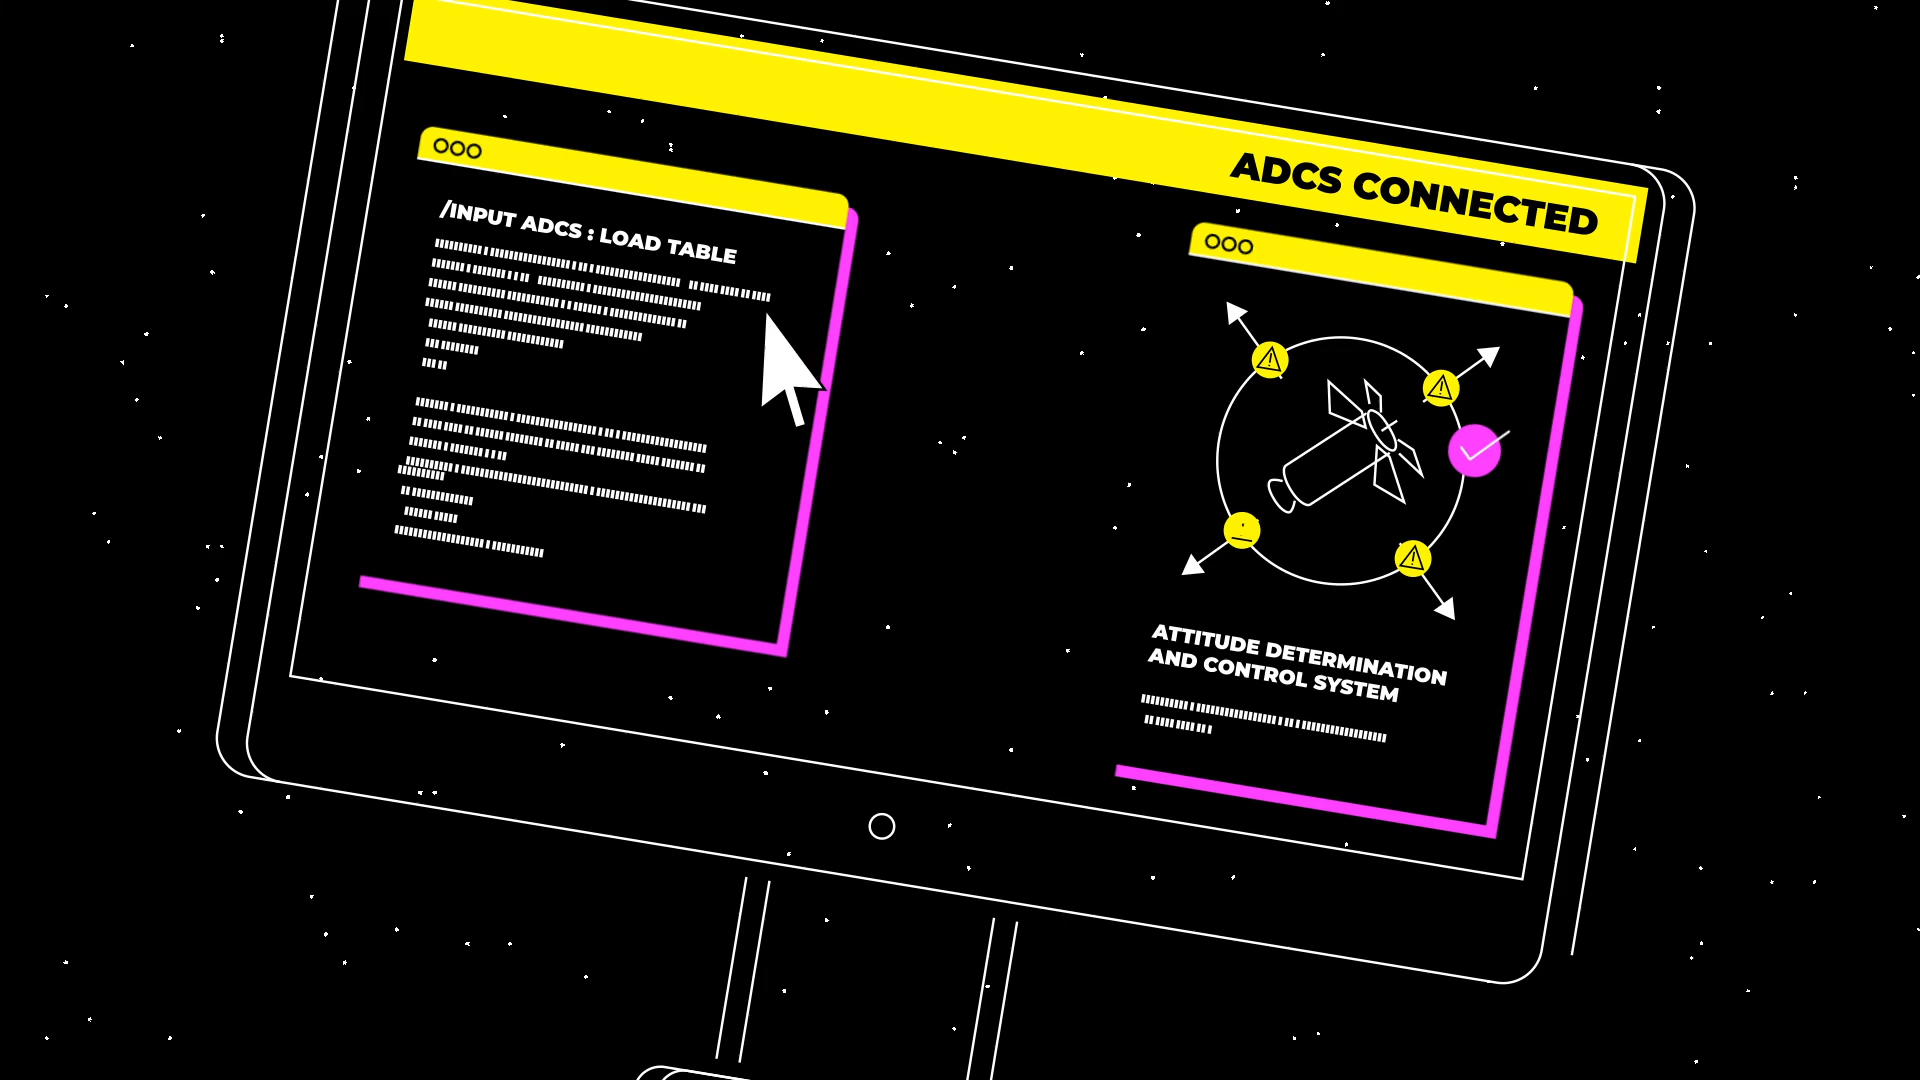 ADCS CONNECTED
/INPUT ADCS : LOAD TABLE
ATTITUDE DETERMINATION
AND CONTROL SYSTEM